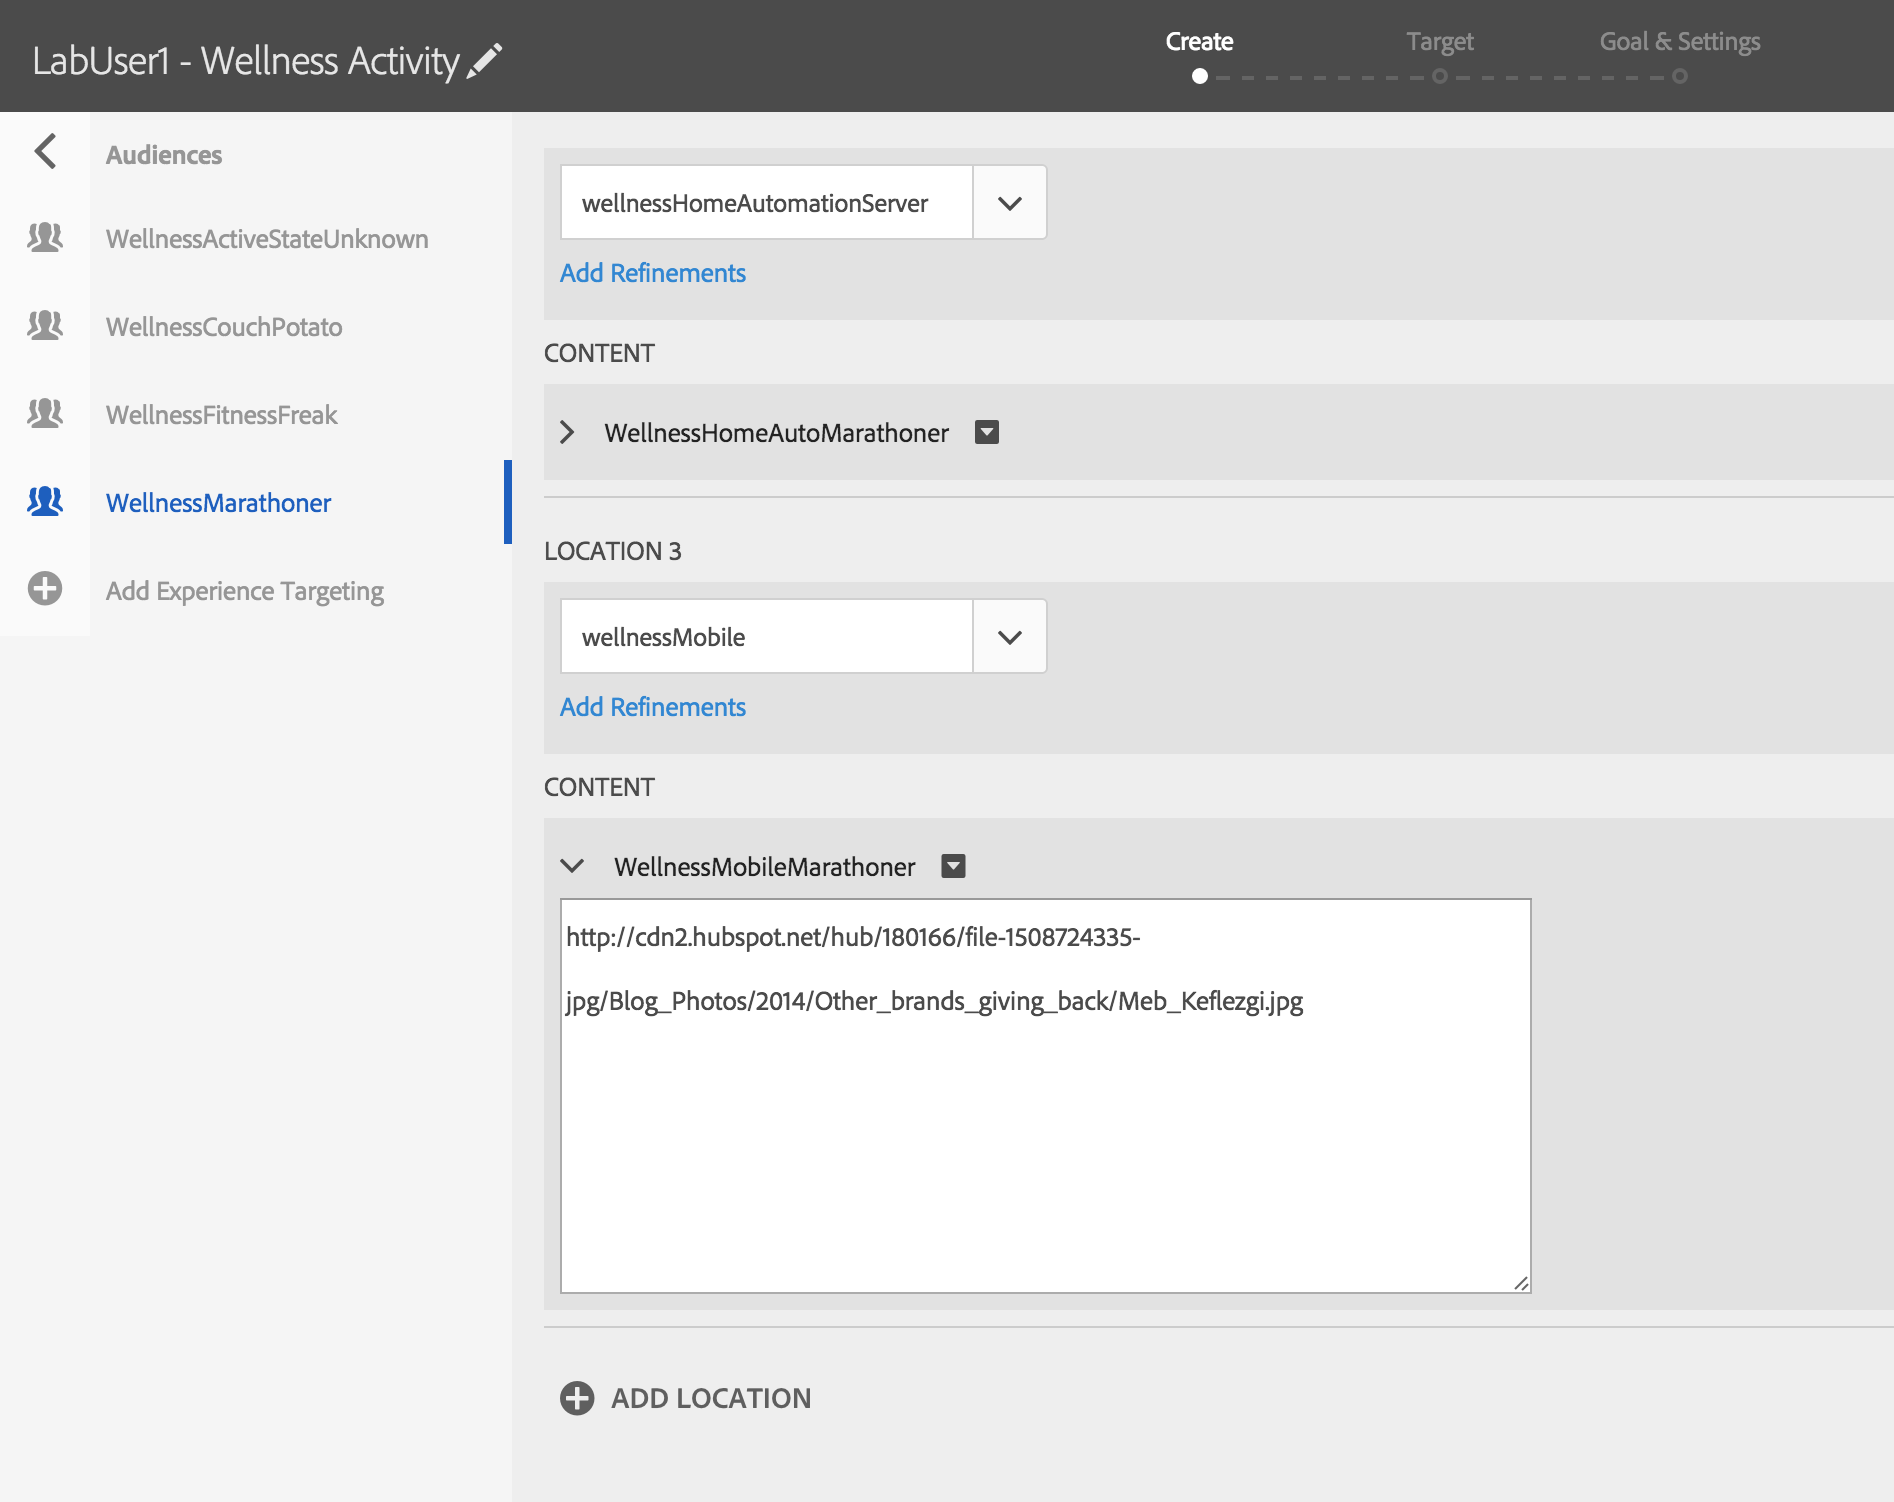 LabUser1 - Wellness Activity
Create
Target
Goal & Settings
Audiences
WellnessActiveStateUnknown
WellnessCouchPotato
WellnessFitnessFreak
WellnessMarathoner
Add Experience Targeting
wellnessHomeAutomationServer
Add Refinements
CONTENT
WellnessHomeAutoMarathoner
LOCATION 3
wellnessMobile
Add Refinements
CONTENT
WellnessMobileMarathoner
http://cdn2.hubspot.net/hub/180166/file-1508724335-
jpg/Blog_Photos/2014/Other_brands_giving_back/Meb_Keflezgi.jpg
ADD LOCATION